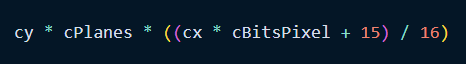 cy * cPlanes * ((cx * cBitsPixel + 15) / 16)